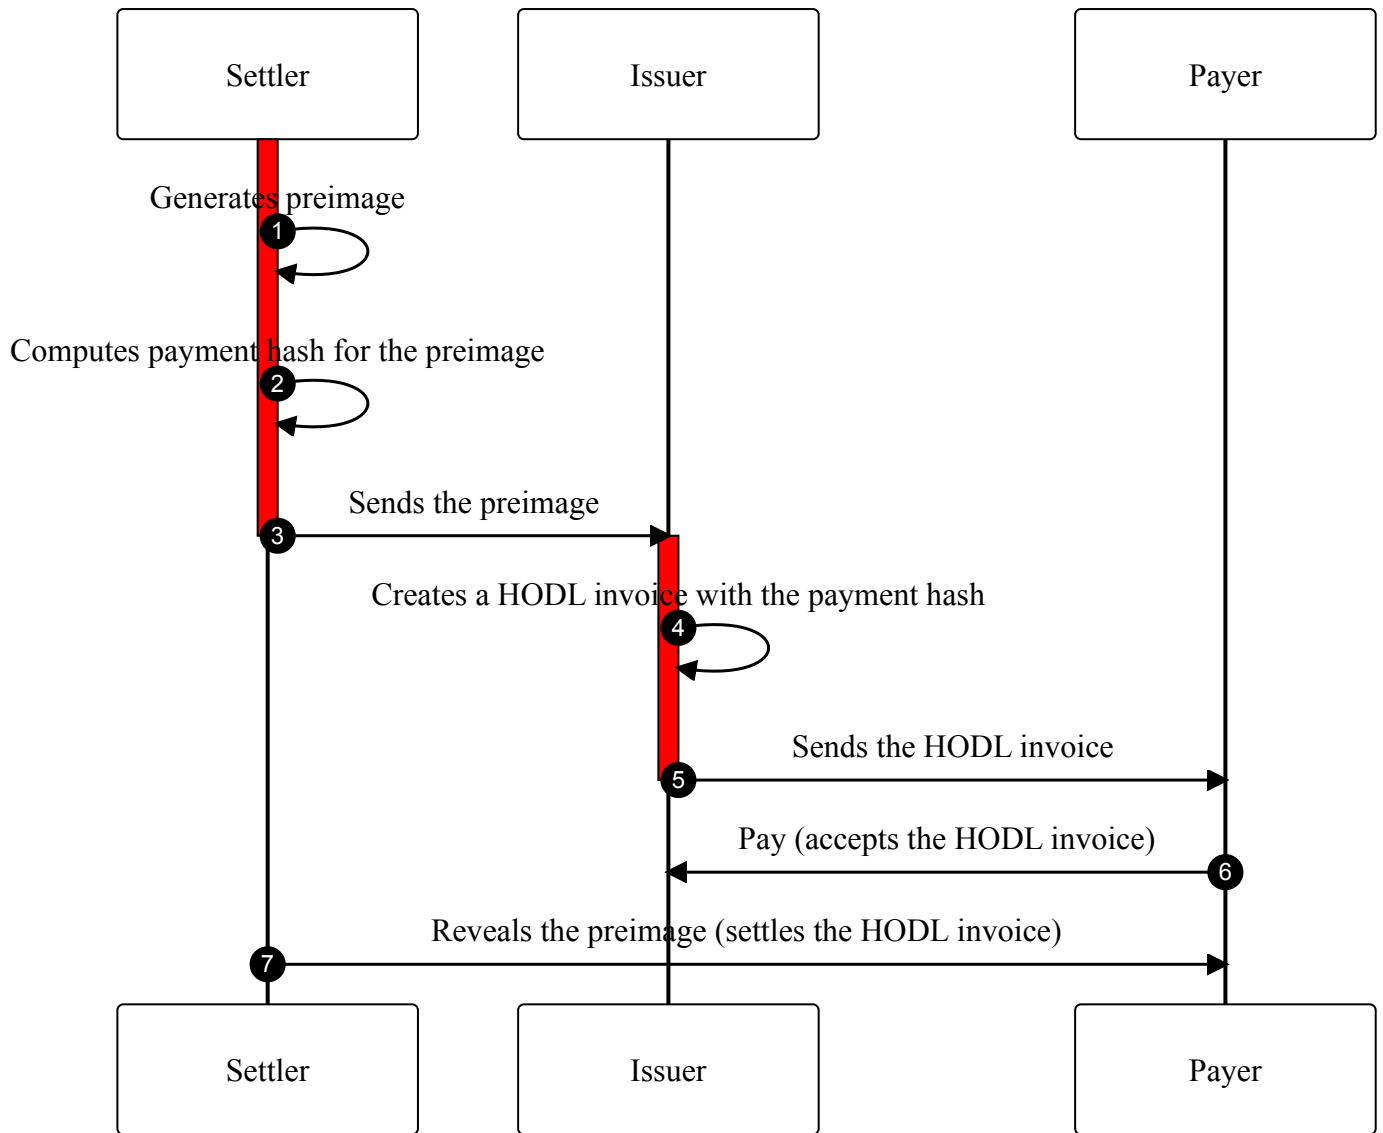 Settler
Issuer
Payer
Generates preimage
1
Computes payment hash for the preimage
2
Sends the preimage
3
Creates a HODL invoice with the payment hash
4
Sends the HODL invoice
5
Pay (accepts the HODL invoice)
6
Reveals the preimage (settles the HODL invoice)
7
Settler
Issuer
Payer